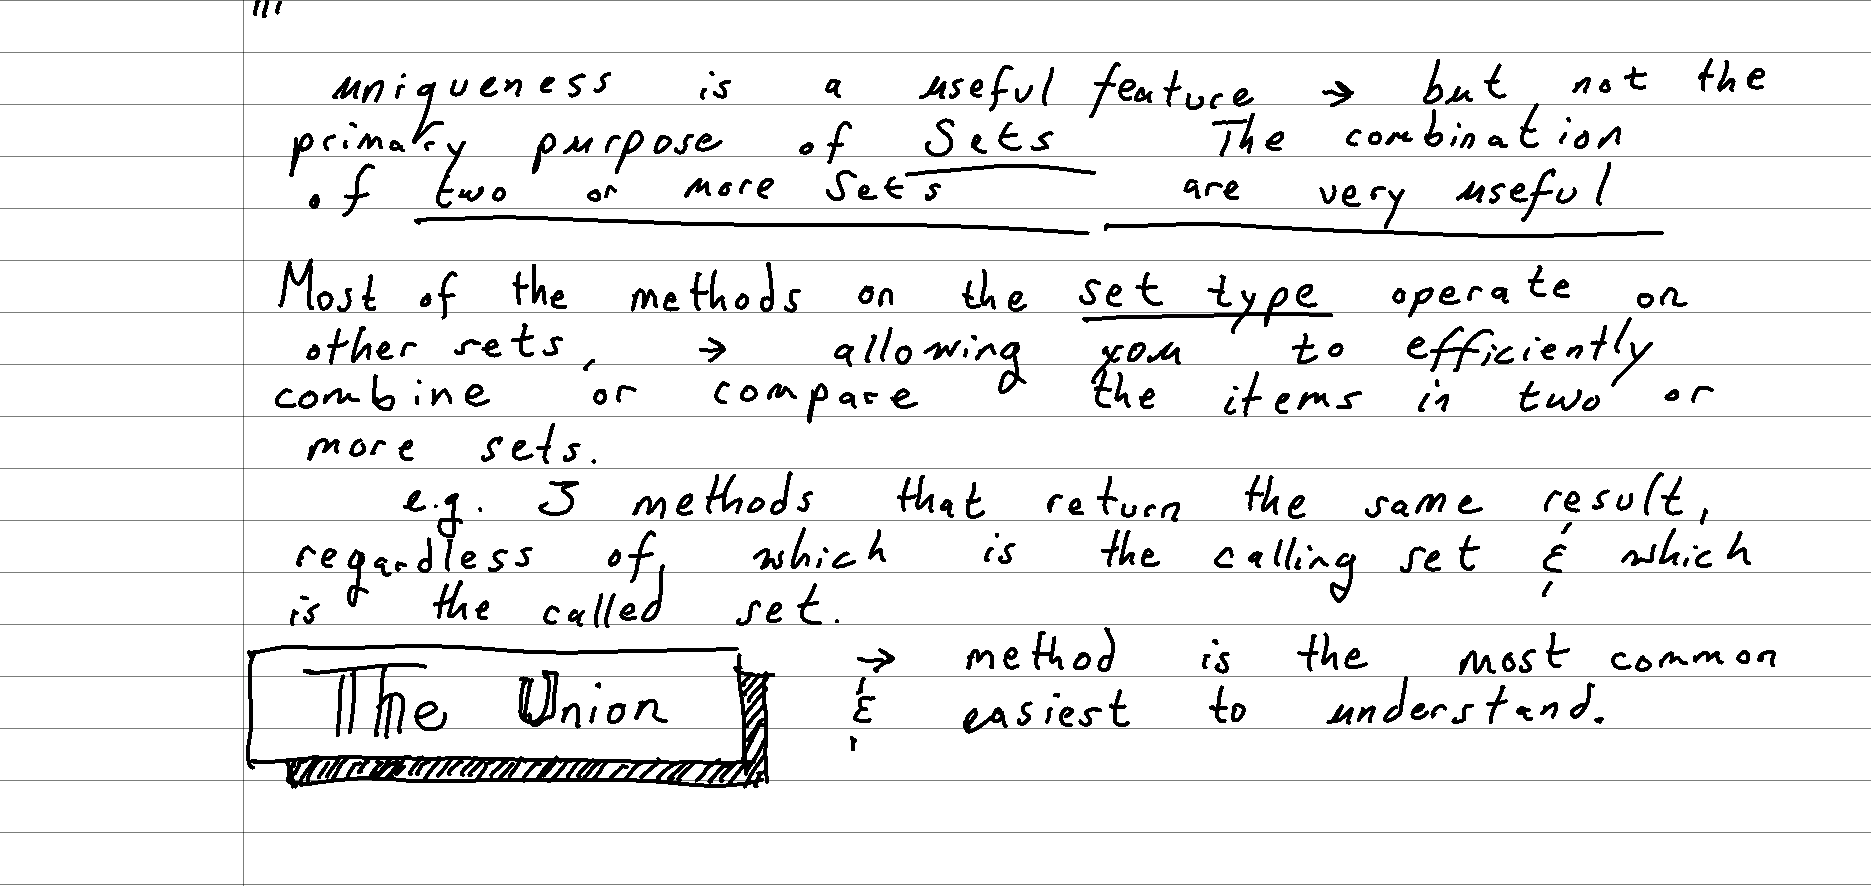 uniqueness is a useful feature → but not the
primary purpose of Sets The combination
of two or more Sets are very useful
Most of the methods on the set type operate on
other sets, → allowing you to efficiently
combine or compare the items in two or
more sets.
e.g. 3 methods that return the same result,
regardless of which is the calling set & which
is the called set.
The Union → method is the most common
& easiest to understand.